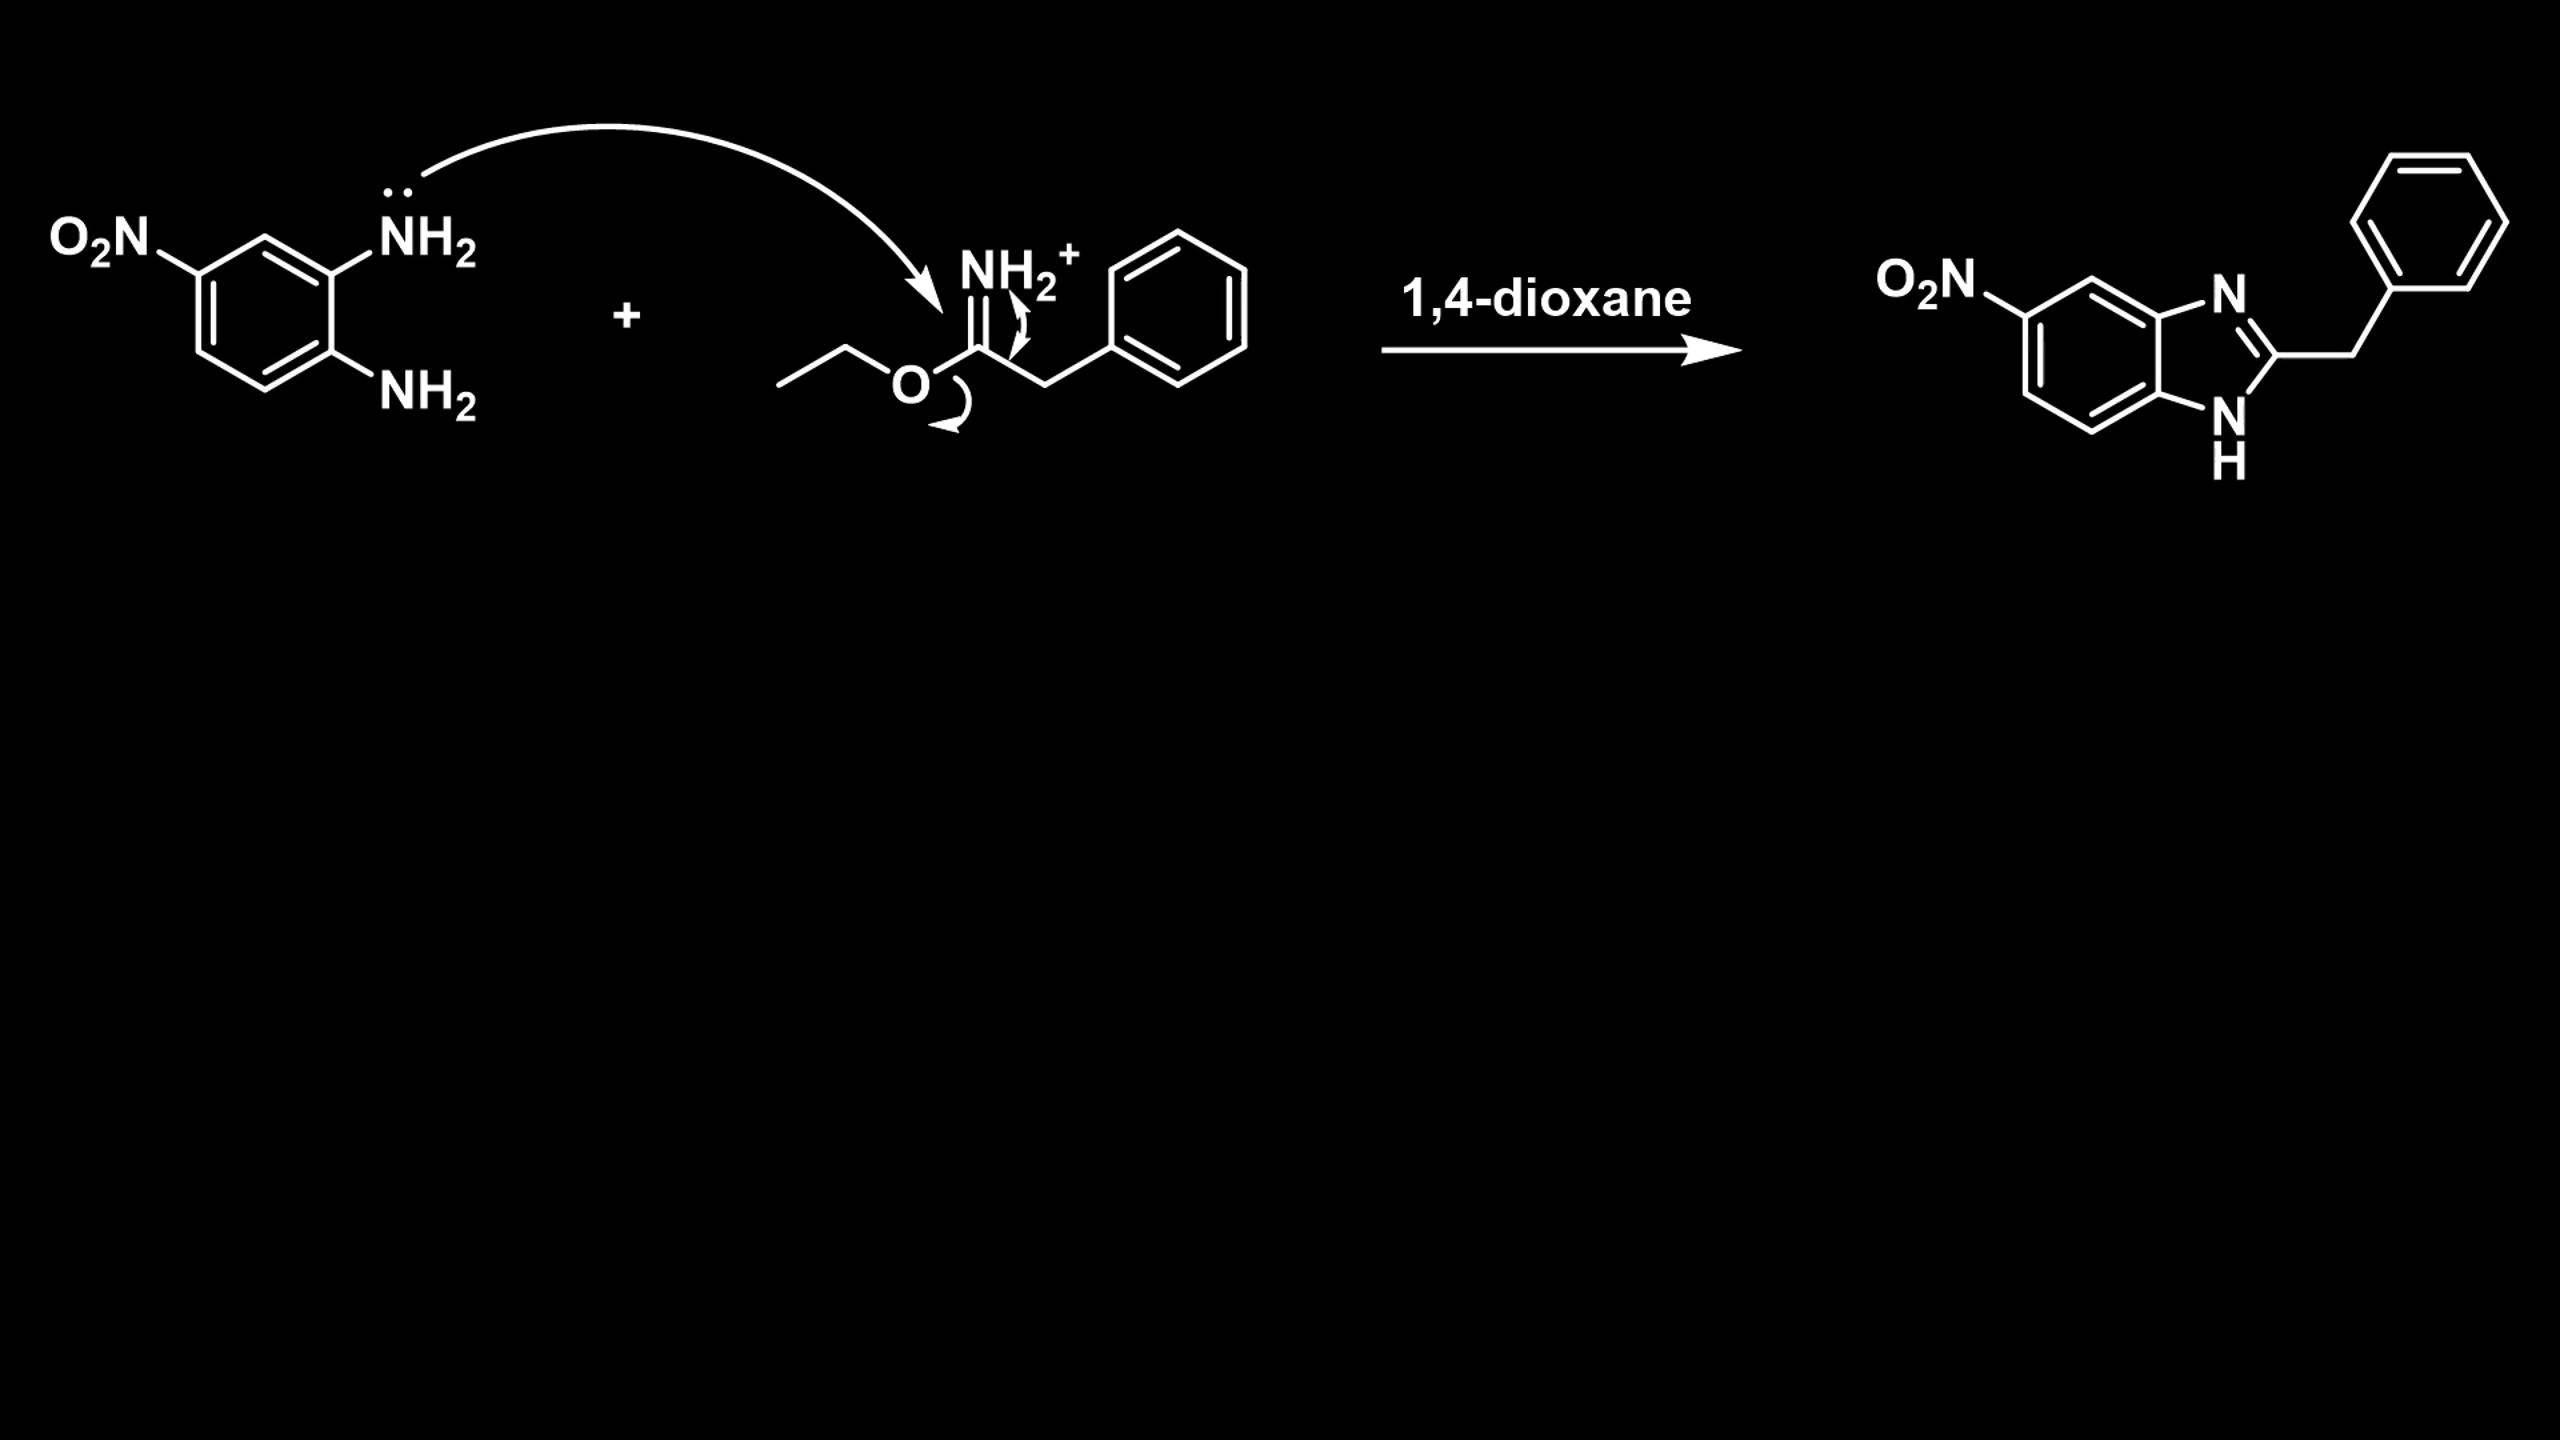 O₂N
NH₂
NH₂
+
NH₂⁺
O
1,4-dioxane
O₂N
N
N
H